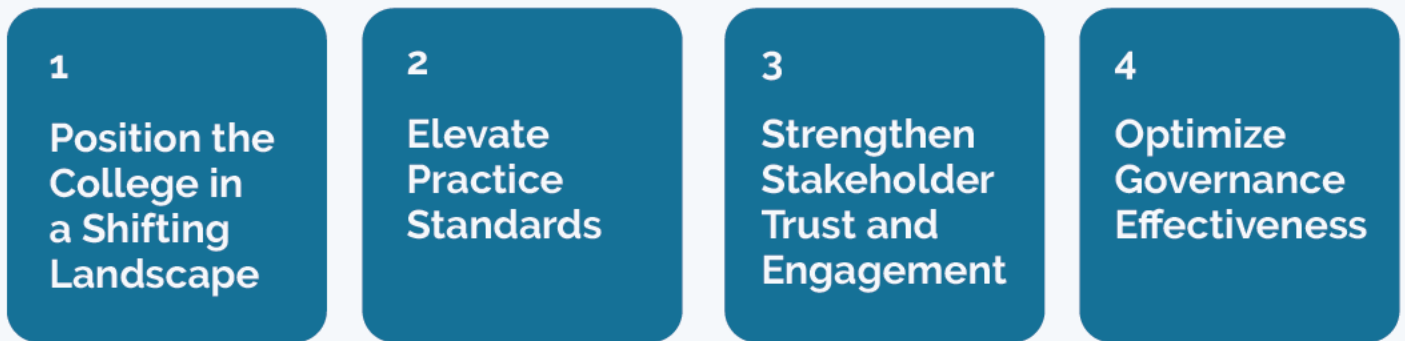 1
Position the
College in
a Shifting
Landscape
2
Elevate
Practice
Standards
3
Strengthen
Stakeholder
Trust and
Engagement
4
Optimize
Governance
Effectiveness